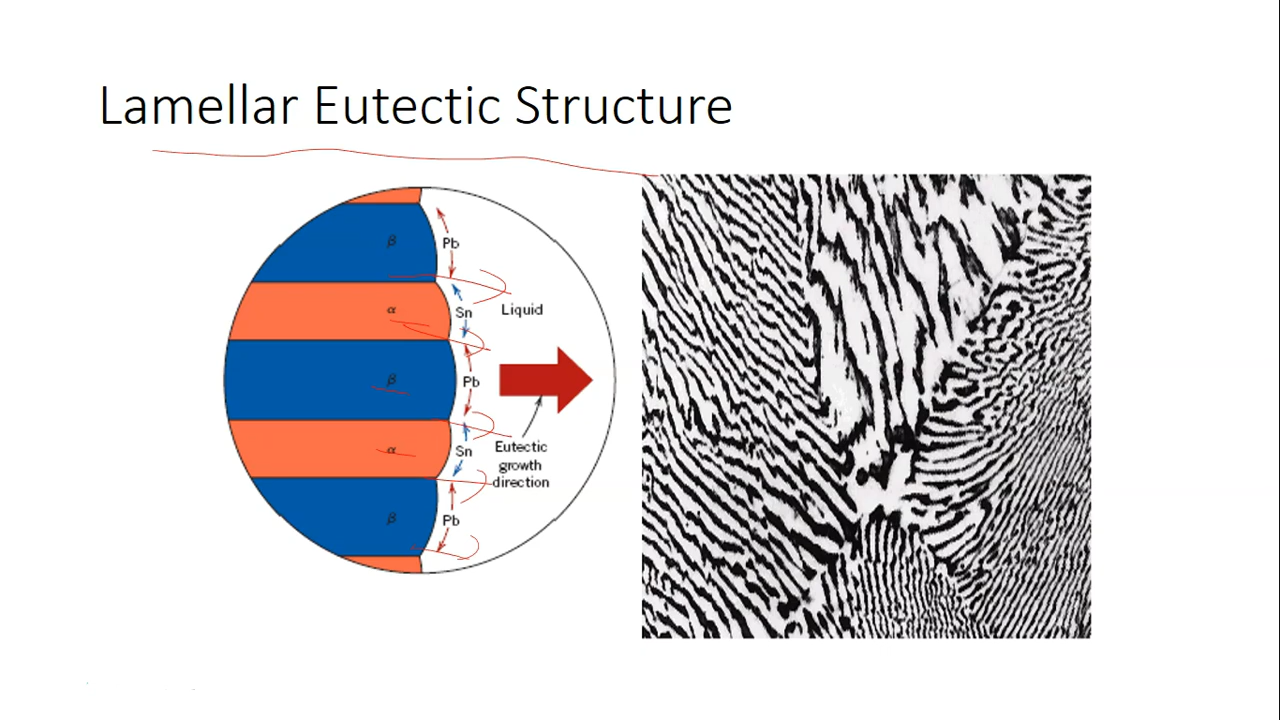 Lamellar Eutectic Structure
β
Pb
α
Sn
Liquid
β
Pb
α
Sn
Eutectic
growth
direction
β
Pb